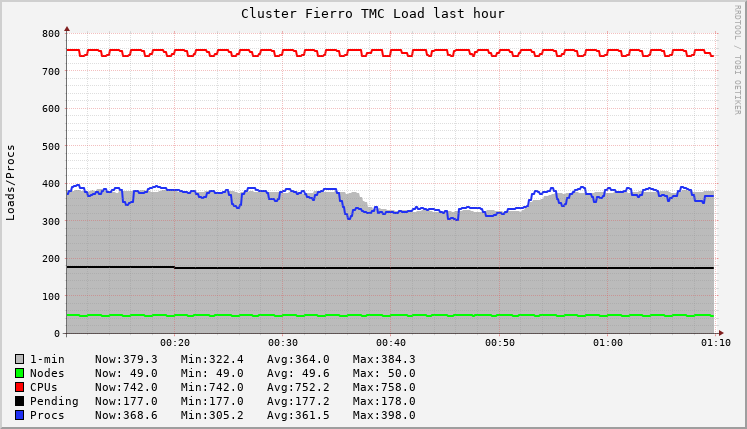 Cluster Fierro TMC Load last hour
RRDTOOL / TOBI OETIKER
Loads/Procs
800
700
600
500
400
300
200
100
0
00:20 00:30 00:40 00:50 01:00 01:10
1-min Now:379.3 Min:322.4 Avg:364.0 Max:384.3
Nodes Now: 49.0 Min: 49.0 Avg: 49.6 Max: 50.0
CPUs Now:742.0 Min:742.0 Avg:752.2 Max:758.0
Pending Now:177.0 Min:177.0 Avg:177.2 Max:178.0
Procs Now:368.6 Min:305.2 Avg:361.5 Max:398.0